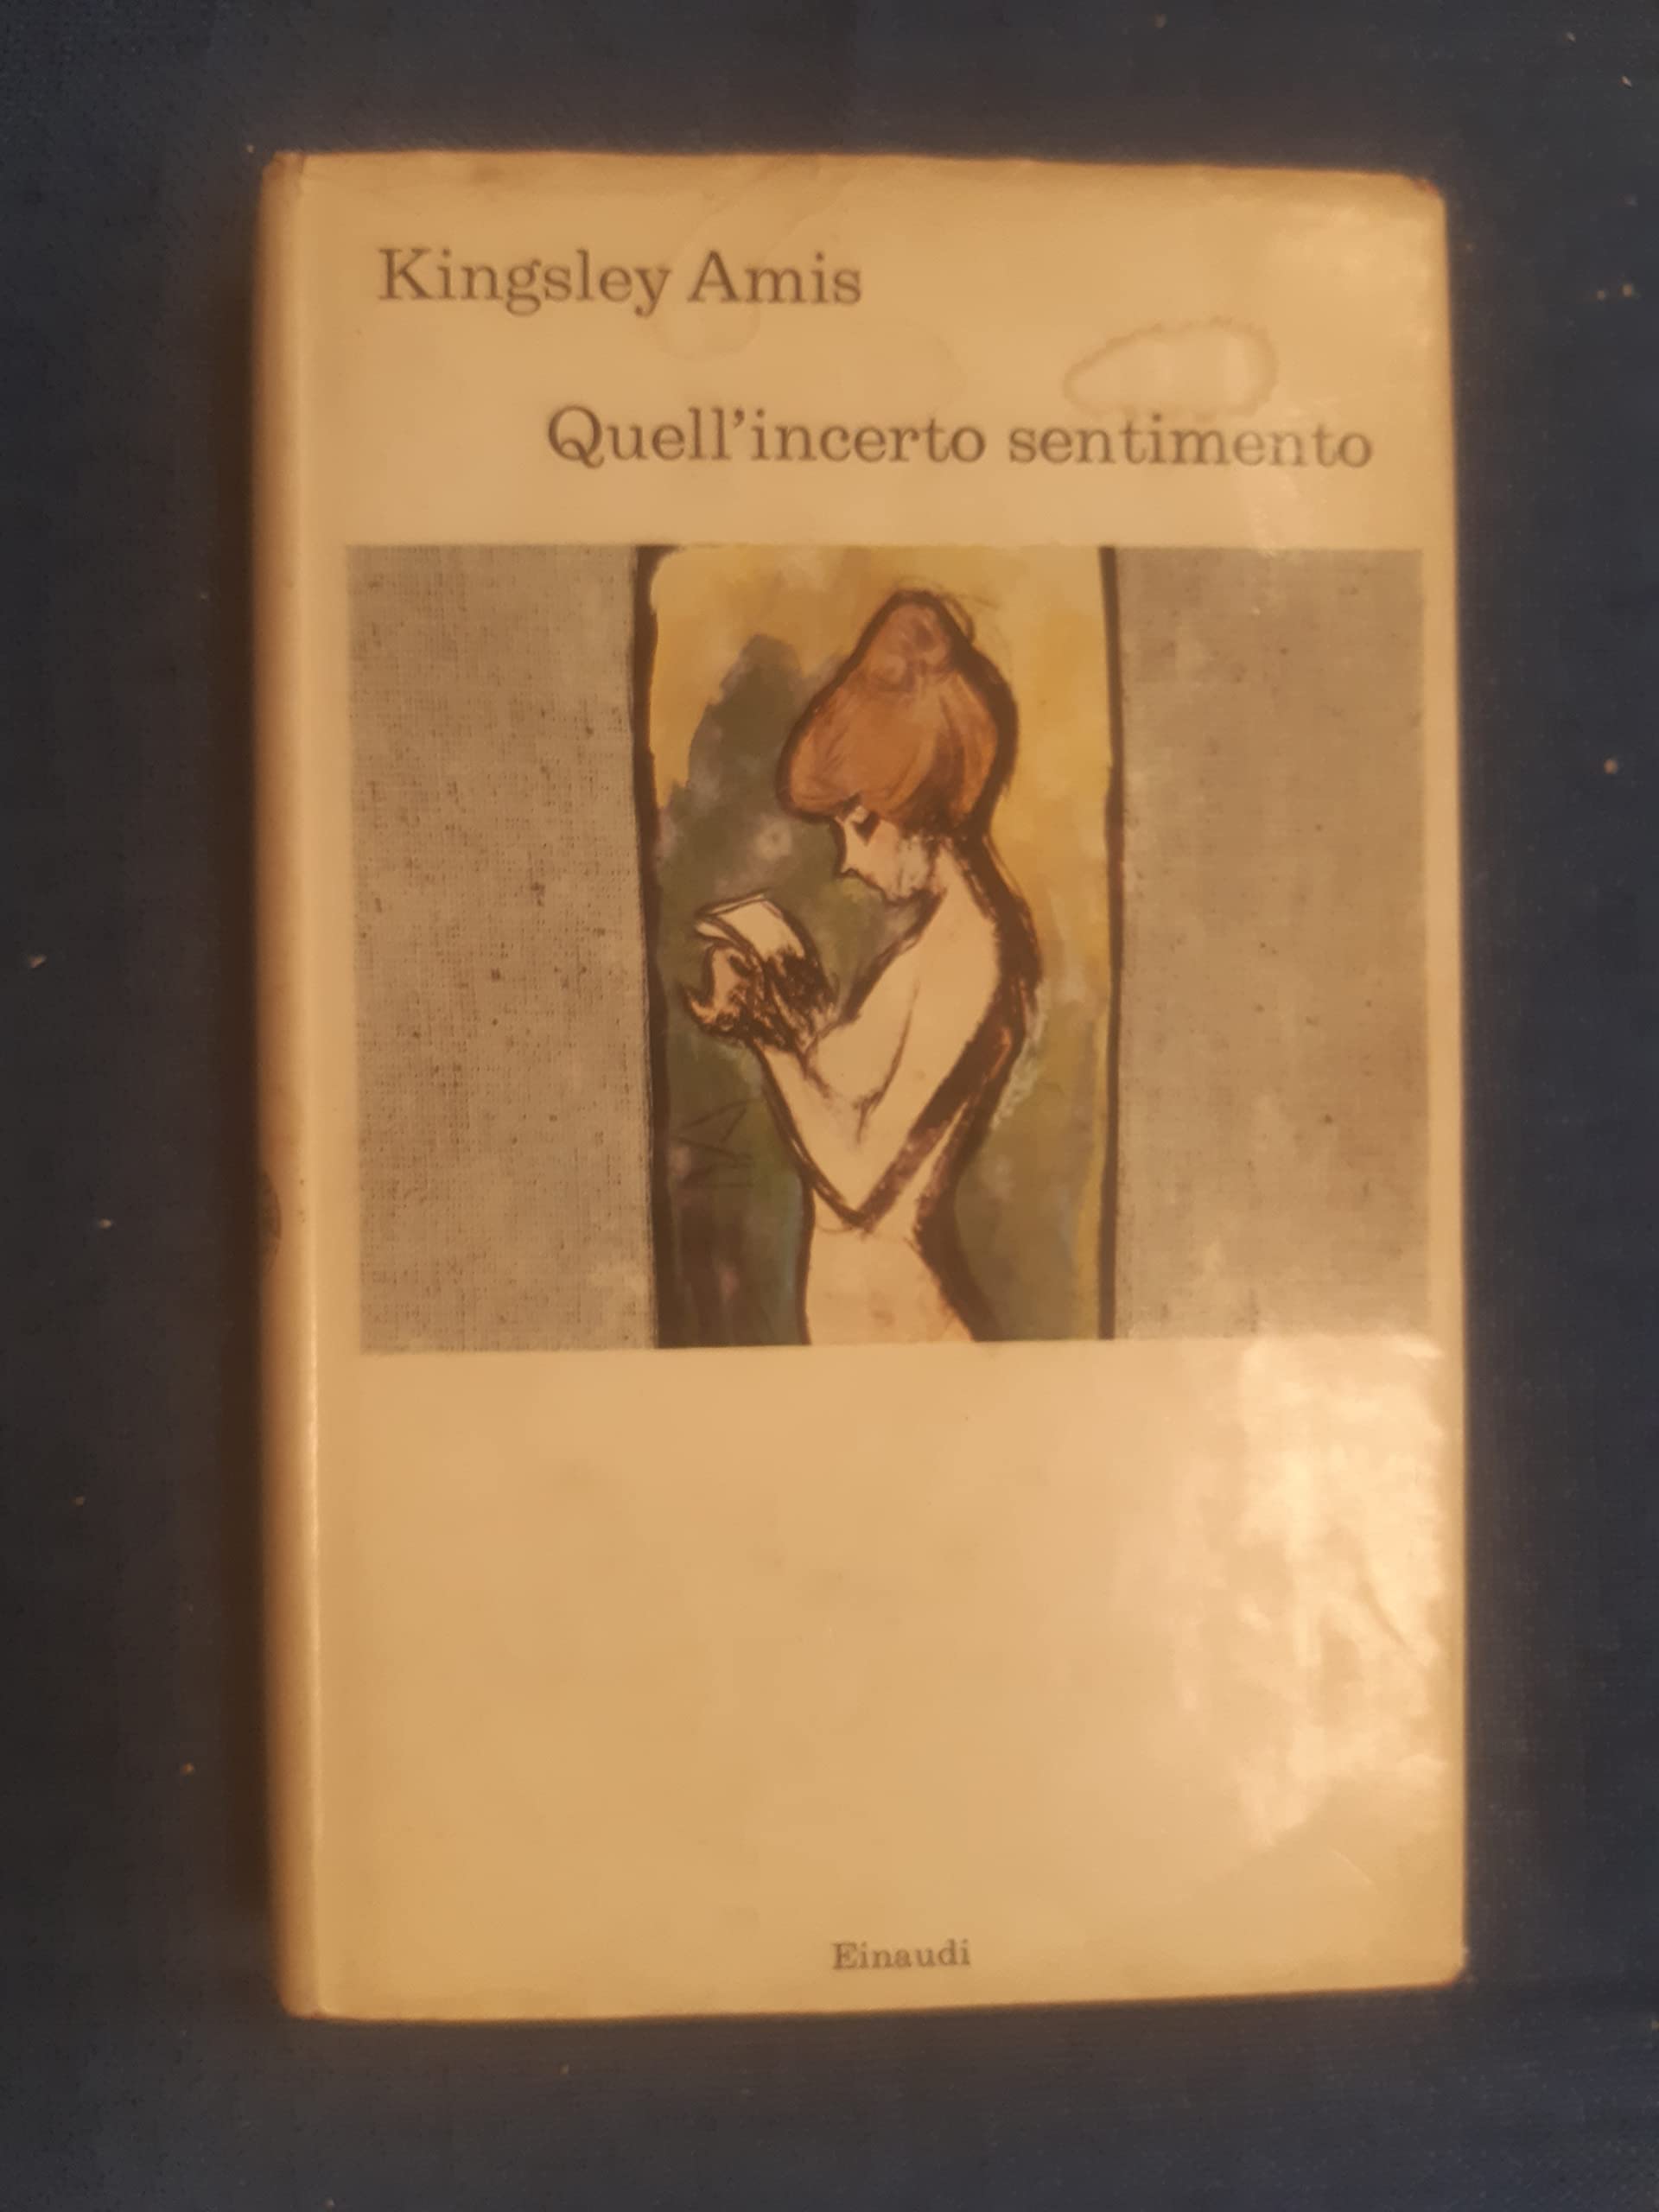 Kingsley Amis
Quell'incerto sentimento
Einaudi